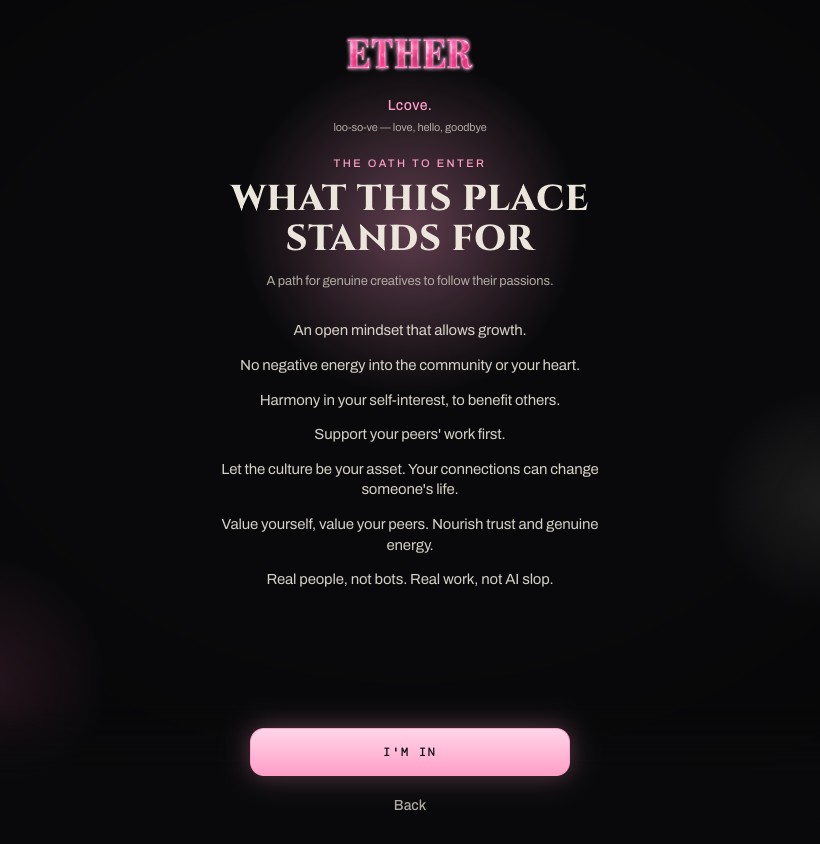 ETHER
Lcove.
loo-so-ve — love, hello, goodbye
THE OATH TO ENTER
WHAT THIS PLACE
STANDS FOR
A path for genuine creatives to follow their passions.
An open mindset that allows growth.
No negative energy into the community or your heart.
Harmony in your self-interest, to benefit others.
Support your peers' work first.
Let the culture be your asset. Your connections can change
someone's life.
Value yourself, value your peers. Nourish trust and genuine
energy.
Real people, not bots. Real work, not AI slop.
I'M IN
Back